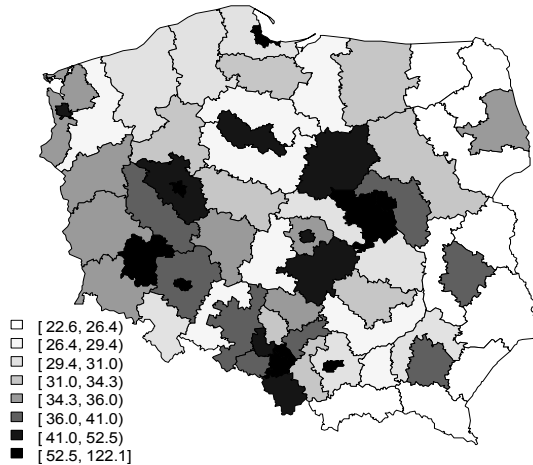 [ 22.6, 26.4)
[ 26.4, 29.4)
[ 29.4, 31.0)
[ 31.0, 34.3)
[ 34.3, 36.0)
[ 36.0, 41.0)
[ 41.0, 52.5)
[ 52.5, 122.1]